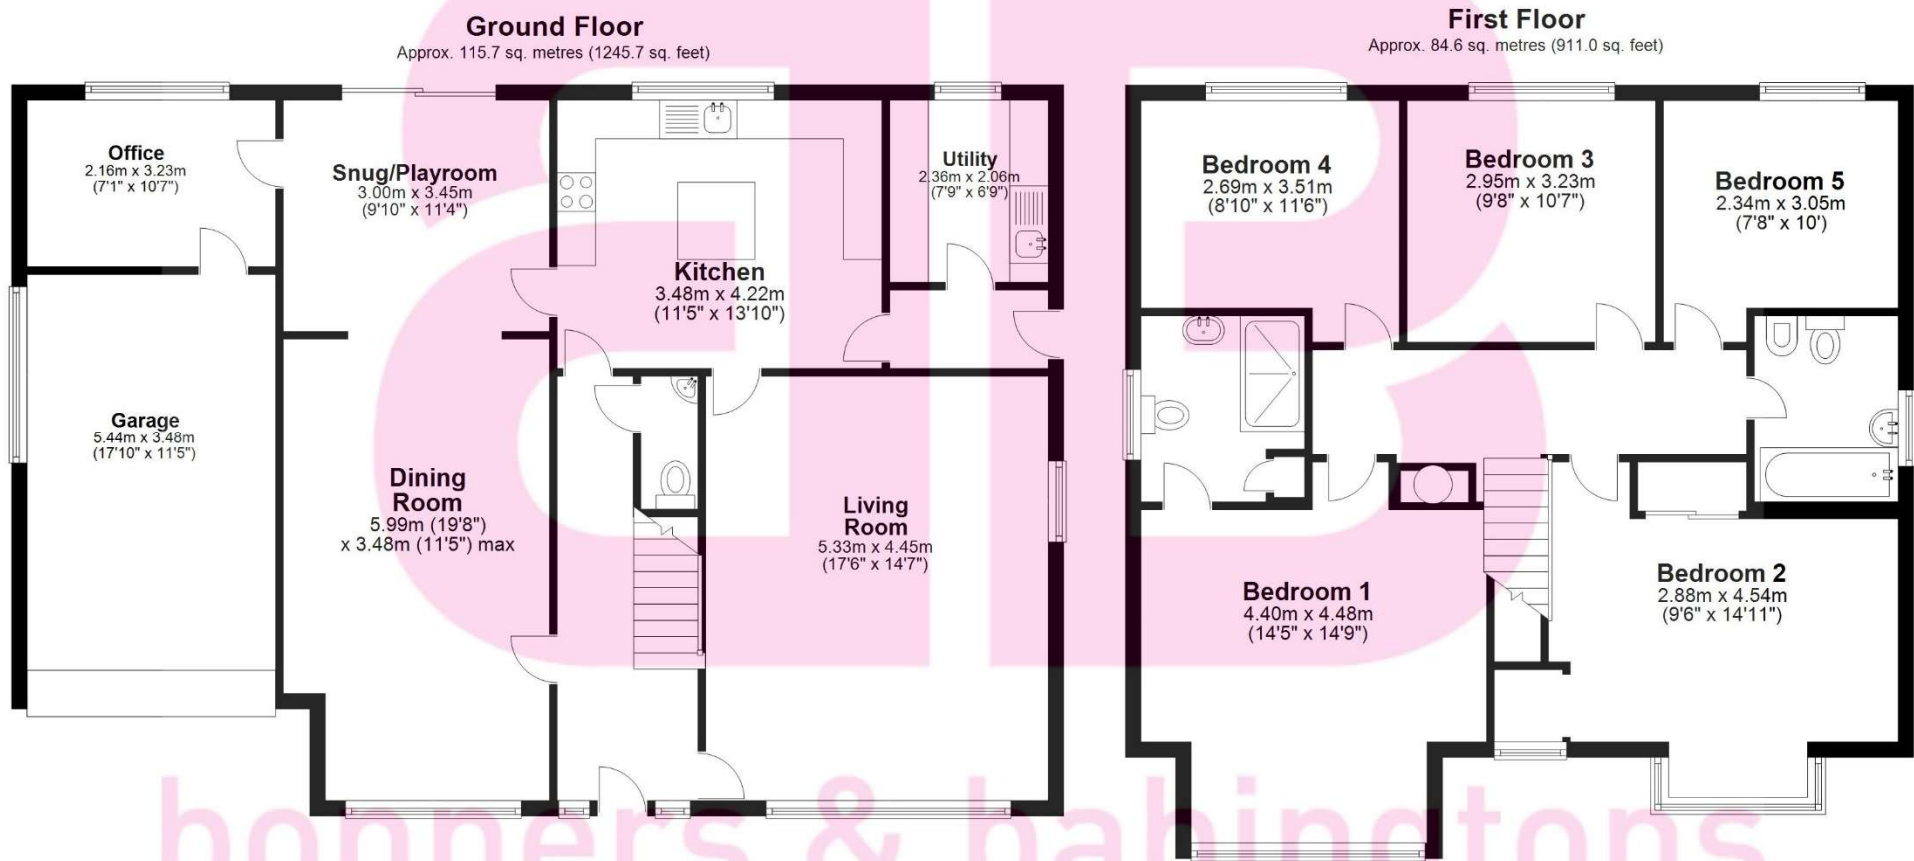 Ground Floor
Approx. 115.7 sq. metres (1245.7 sq. feet)
First Floor
Approx. 84.6 sq. metres (911.0 sq. feet)
Office
2.16m x 3.23m
(7'1" x 10'7")
Snug/Playroom
3.00m x 3.45m
(9'10" x 11'4")
Kitchen
3.48m x 4.22m
(11'5" x 13'10")
Utility
2.36m x 2.06m
(7'9" x 6'9")
Garage
5.44m x 3.48m
(17'10" x 11'5")
Dining
Room
5.99m (19'8")
x 3.48m (11'5") max
Living
Room
5.33m x 4.45m
(17'6" x 14'7")
Bedroom 4
2.69m x 3.51m
(8'10" x 11'6")
Bedroom 3
2.95m x 3.23m
(9'8" x 10'7")
Bedroom 5
2.34m x 3.05m
(7'8" x 10')
Bedroom 1
4.40m x 4.48m
(14'5" x 14'9")
Bedroom 2
2.88m x 4.54m
(9'6" x 14'11")
bonners & babingtons